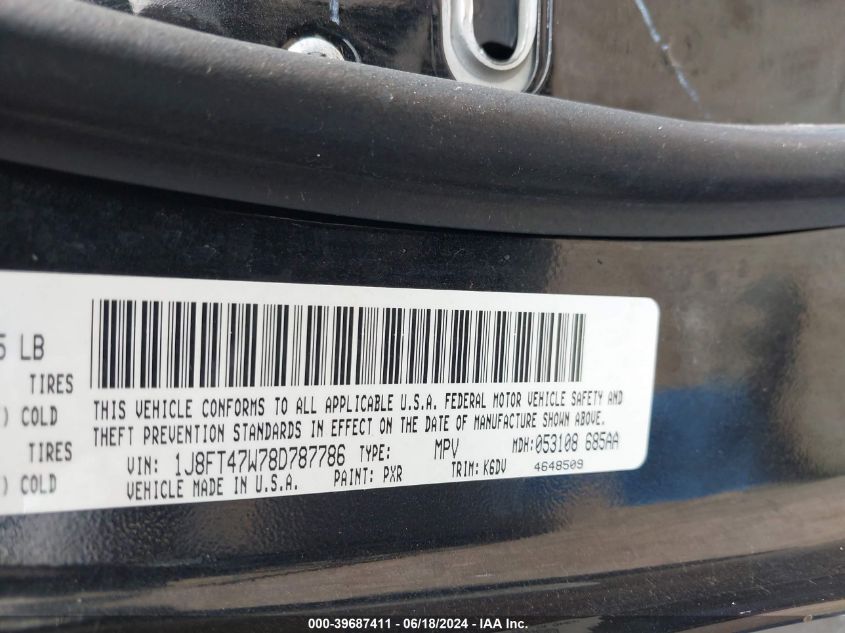 5 LB
TIRES
) COLD
TIRES
) COLD
THIS VEHICLE CONFORMS TO ALL APPLICABLE U.S.A. FEDERAL MOTOR VEHICLE SAFETY AND
THEFT PREVENTION STANDARDS IN EFFECT ON THE DATE OF MANUFACTURE SHOWN ABOVE.
VIN: 1J8FT47W78D787786 TYPE: MPV MDH:053108 685AA
VEHICLE MADE IN U.S.A. PAINT: PXR TRIM: K6DV 4648509
000-39687411 - 06/18/2024 - IAAI Inc.